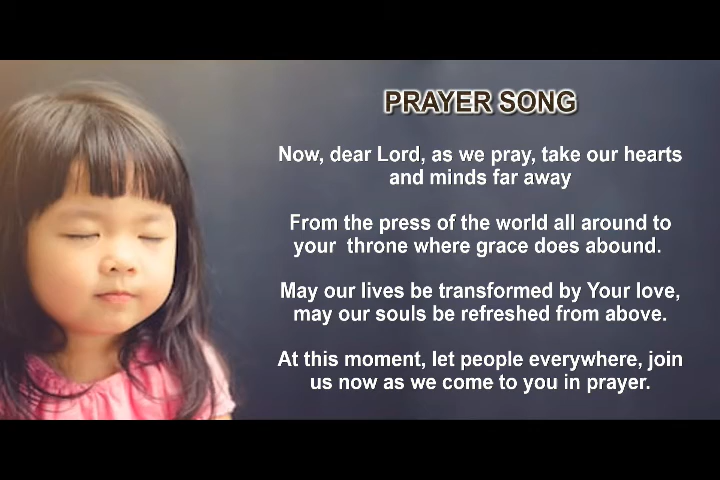 PRAYER SONG
Now, dear Lord, as we pray, take our hearts
and minds far away
From the press of the world all around to
your throne where grace does abound.
May our lives be transformed by Your love,
may our souls be refreshed from above.
At this moment, let people everywhere, join
us now as we come to you in prayer.